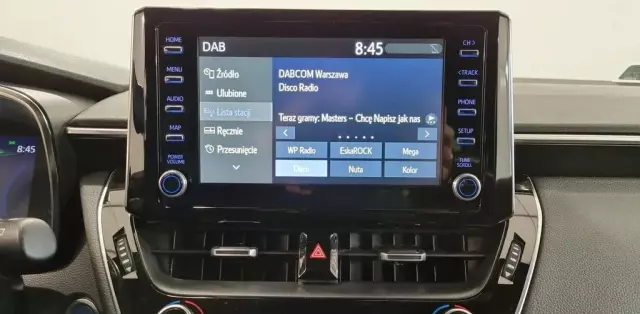 HOME
MENU
AUDIO
MAP
POWER
VOLUME
DAB
8:45
Źródło
Ulubione
Lista stacji
Ręcznie
Przesunięcie
DABCOM Warszawa
Disco Radio
Teraz gramy: Masters – Chcę Napisz jak nas
WP Radio
EskaROCK
Mega
Nuta
Kolor
CH >
< TRACK
PHONE
SETUP
TUNE
SCROLL
8:45